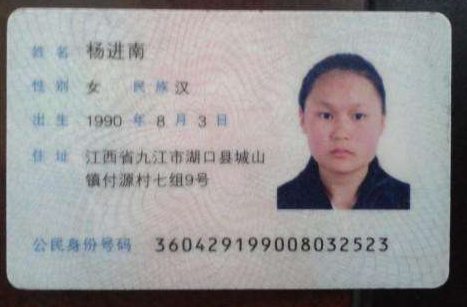 姓名 杨进南
性别 女 民族 汉
出生 1990 年 8 月 3 日
住址 江西省九江市湖口县城山
镇付源村七组9号
公民身份号码 360429199008032523